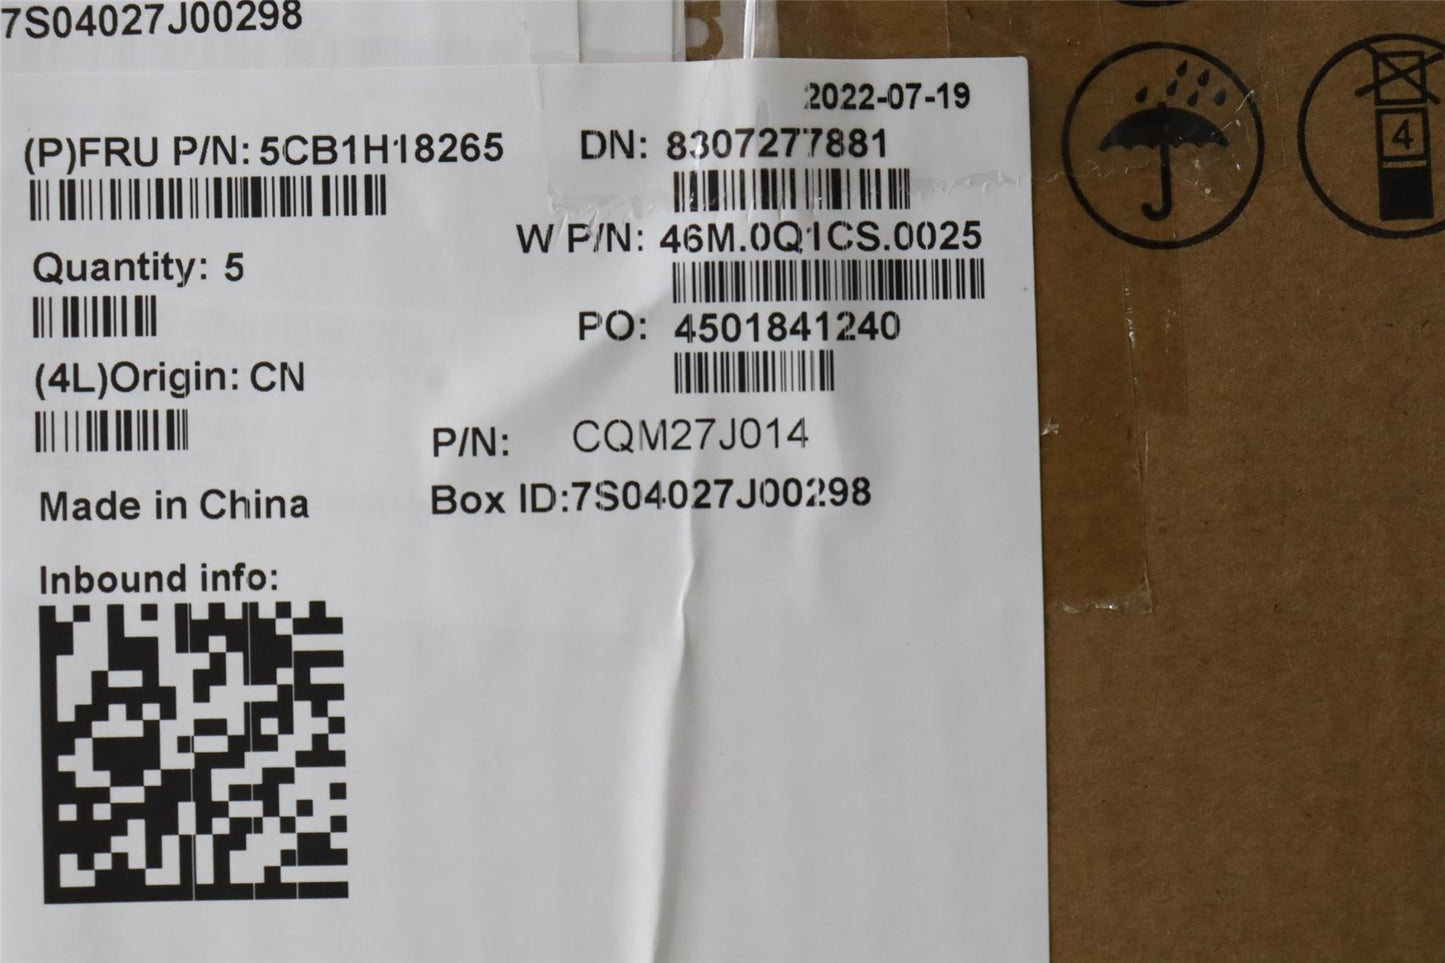 7S04027J00298
2022-07-19
(P)FRU P/N: 5CB1H18265
DN: 8307277881
W P/N: 46M.0Q1CS.0025
Quantity: 5
PO: 4501841240
(4L)Origin: CN
P/N: CQM27J014
Made in China
Box ID:7S04027J00298
Inbound info:
4